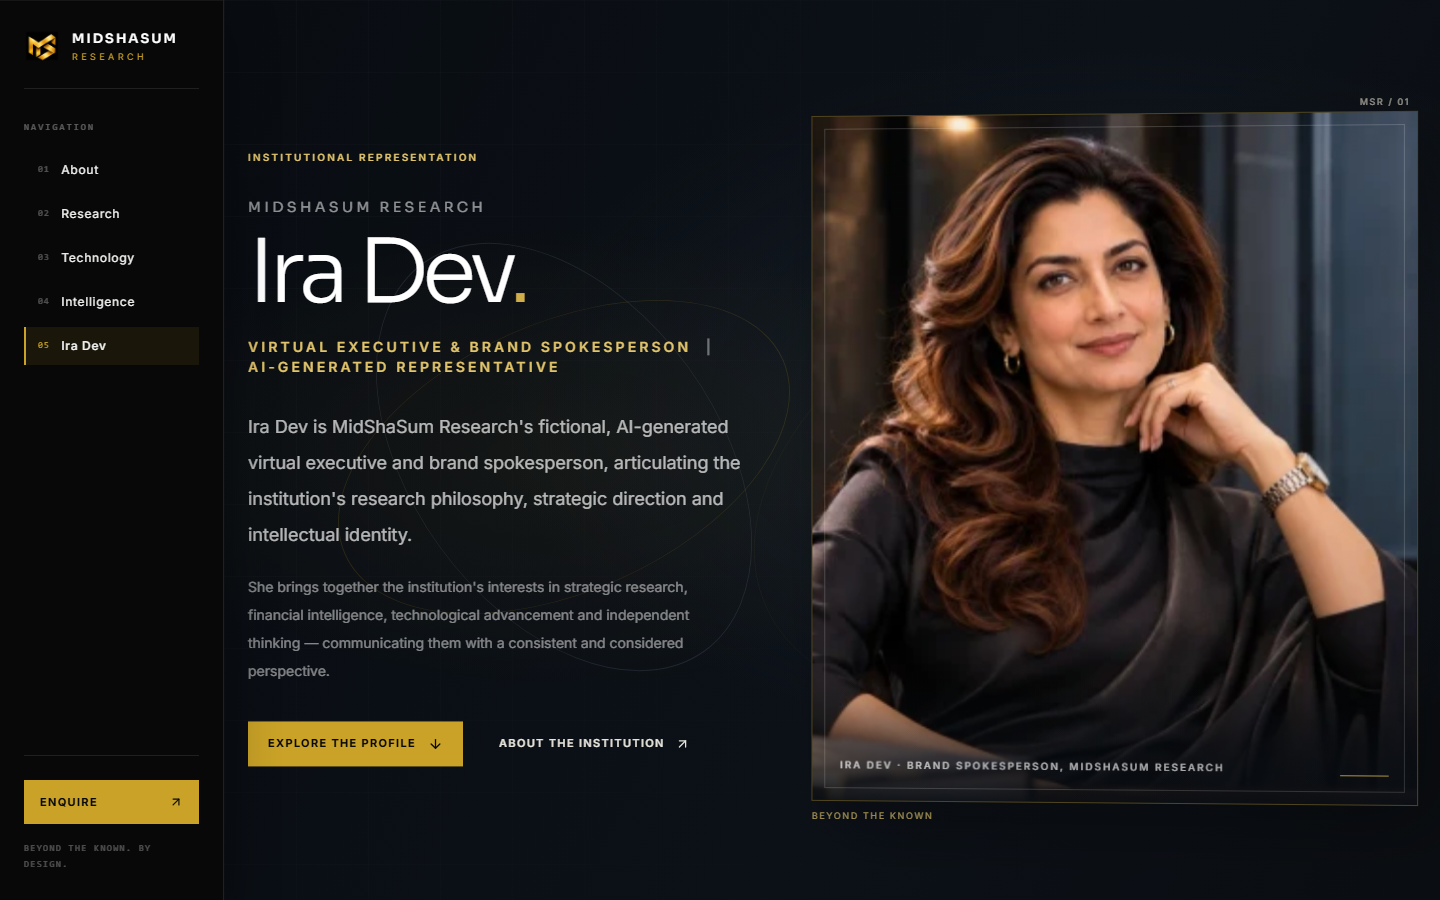 MIDSHASUM
RESEARCH
NAVIGATION
01 About
02 Research
03 Technology
04 Intelligence
05 Ira Dev
ENQUIRE
BEYOND THE KNOWN. BY
DESIGN.
INSTITUTIONAL REPRESENTATION
MIDSHASUM RESEARCH
Ira Dev.
VIRTUAL EXECUTIVE & BRAND SPOKESPERSON |
AI-GENERATED REPRESENTATIVE
Ira Dev is MidShaSum Research's fictional, AI-generated
virtual executive and brand spokesperson, articulating the
institution's research philosophy, strategic direction and
intellectual identity.
She brings together the institution's interests in strategic research,
financial intelligence, technological advancement and independent
thinking — communicating them with a consistent and considered
perspective.
EXPLORE THE PROFILE ↓
ABOUT THE INSTITUTION ↗
MSR / 01
IRA DEV · BRAND SPOKESPERSON, MIDSHASUM RESEARCH
BEYOND THE KNOWN